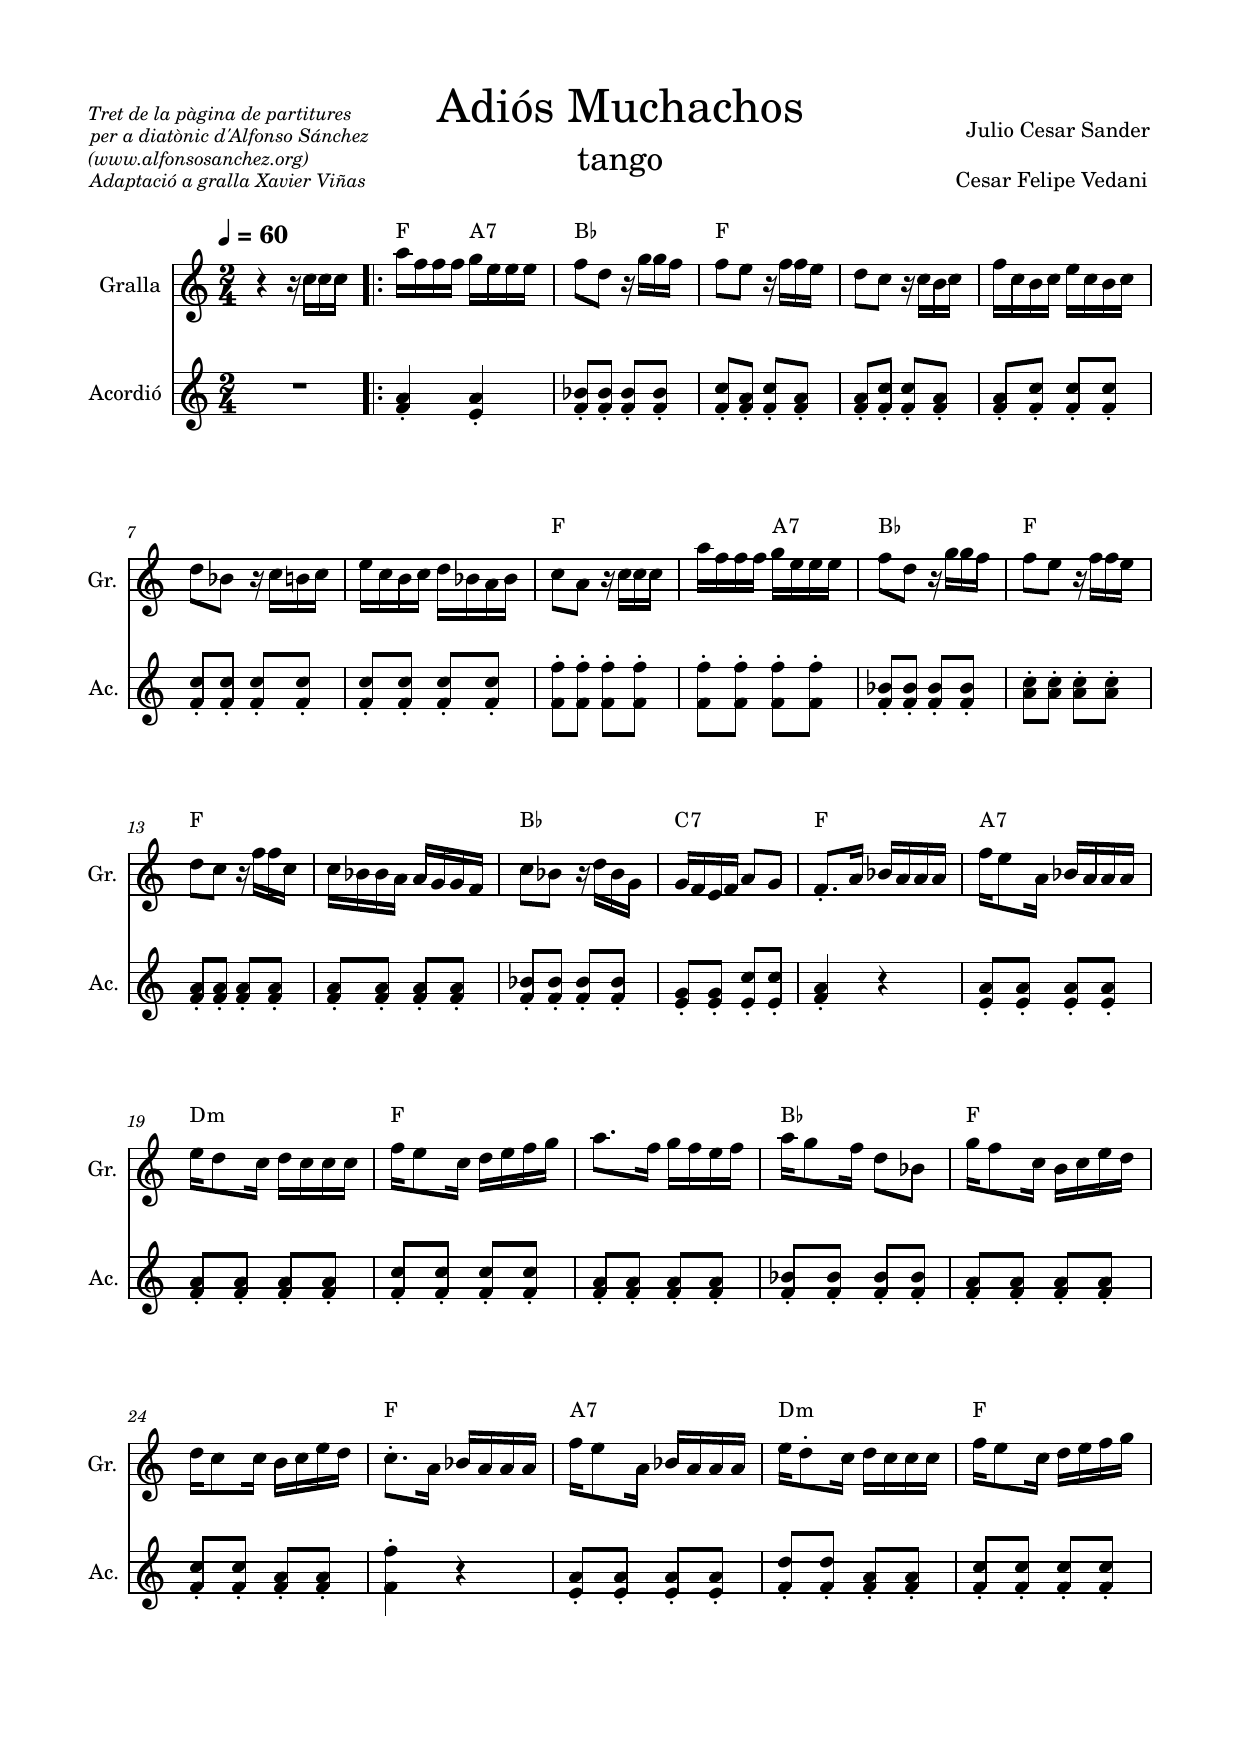 Adiós Muchachos
tango
Tret de la pàgina de partitures
per a diatònic d'Alfonso Sánchez
(www.alfonsosanchez.org)
Adaptació a gralla Xavier Viñas
Julio Cesar Sander
Cesar Felipe Vedani
= 60
F A7 B♭ F
Gralla
2/4
Acordió
2/4
7
F A7 B♭ F
Gr.
Ac.
13
F B♭ C7 F A7
Gr.
Ac.
19
Dm F B♭ F
Gr.
Ac.
24
F A7 Dm F
Gr.
Ac.